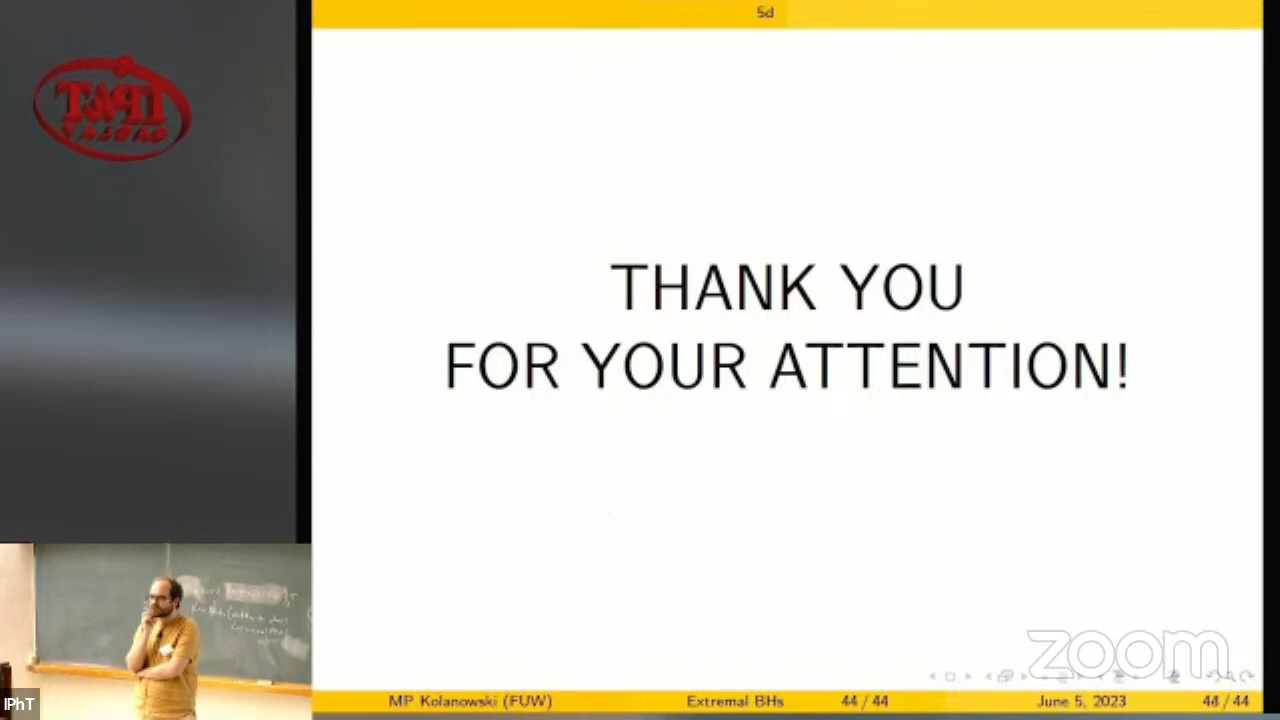 5d
IPhT
THANK YOU
FOR YOUR ATTENTION!
zoom
MP Kolanowski (FUW) Extremal BHs 44 / 44 June 5, 2023 44 / 44
IPhT